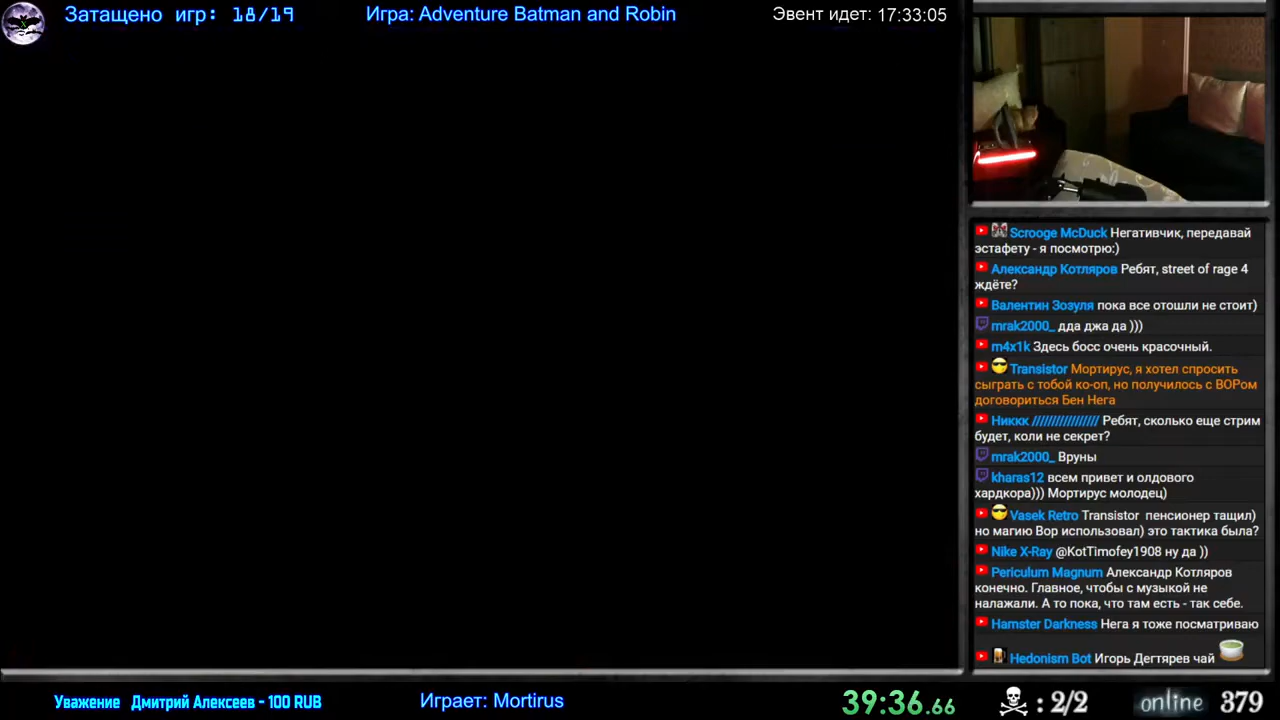 Затащено игр: 18/19
Игра: Adventure Batman and Robin
Эвент идет: 17:33:05
Scrooge McDuck Негативчик, передавай
эстафету - я посмотрю:)
Александр Котляров Ребят, street of rage 4
ждёте?
Валентин Зозуля пока все отошли не стоит)
mrak2000_ дда джа да )))
m4x1k Здесь босс очень красочный.
Transistor Мортирус, я хотел спросить
сыграть с тобой ко-оп, но получилось с ВОРом
договориться Бен Нега
Никкк //////////////// Ребят, сколько еще стрим
будет, коли не секрет?
mrak2000_ Вруны
kharas12 всем привет и олдового
хардкора))) Мортирус молодец)
Vasek Retro Transistor пенсионер тащил)
но магию Вор использовал) это тактика была?
Nike X-Ray @KotTimofey1908 ну да ))
Periculum Magnum Александр Котляров
конечно. Главное, чтобы с музыкой не
налажали. А то пока, что там есть - так себе.
Hamster Darkness Нега я тоже посматриваю
Hedonism Bot Игорь Дегтярев чай
Уважение Дмитрий Алексеев - 100 RUB
Играет: Mortirus
39:36.66
: 2/2
online 379